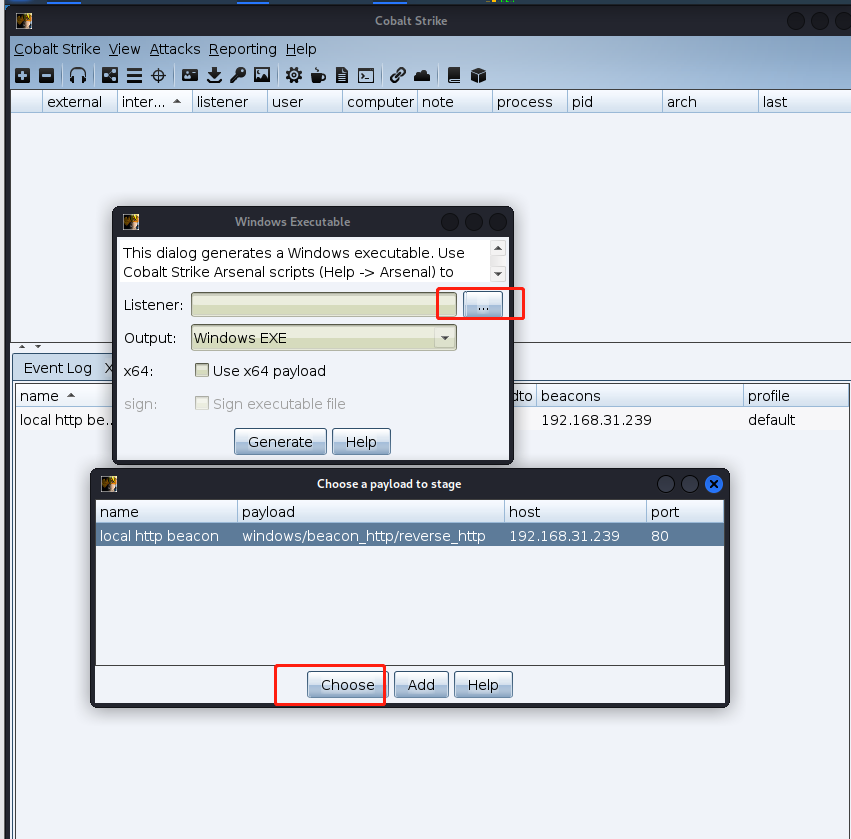 Cobalt Strike
Cobalt Strike View Attacks Reporting Help
external inter... listener user computer note process pid arch last
Windows Executable
This dialog generates a Windows executable. Use
Cobalt Strike Arsenal scripts (Help -> Arsenal) to
Listener: ...
Output: Windows EXE
x64: Use x64 payload
sign: Sign executable file
Generate Help
Event Log X
name dto beacons profile
local http be... 192.168.31.239 default
Choose a payload to stage
name payload host port
local http beacon windows/beacon_http/reverse_http 192.168.31.239 80
Choose Add Help